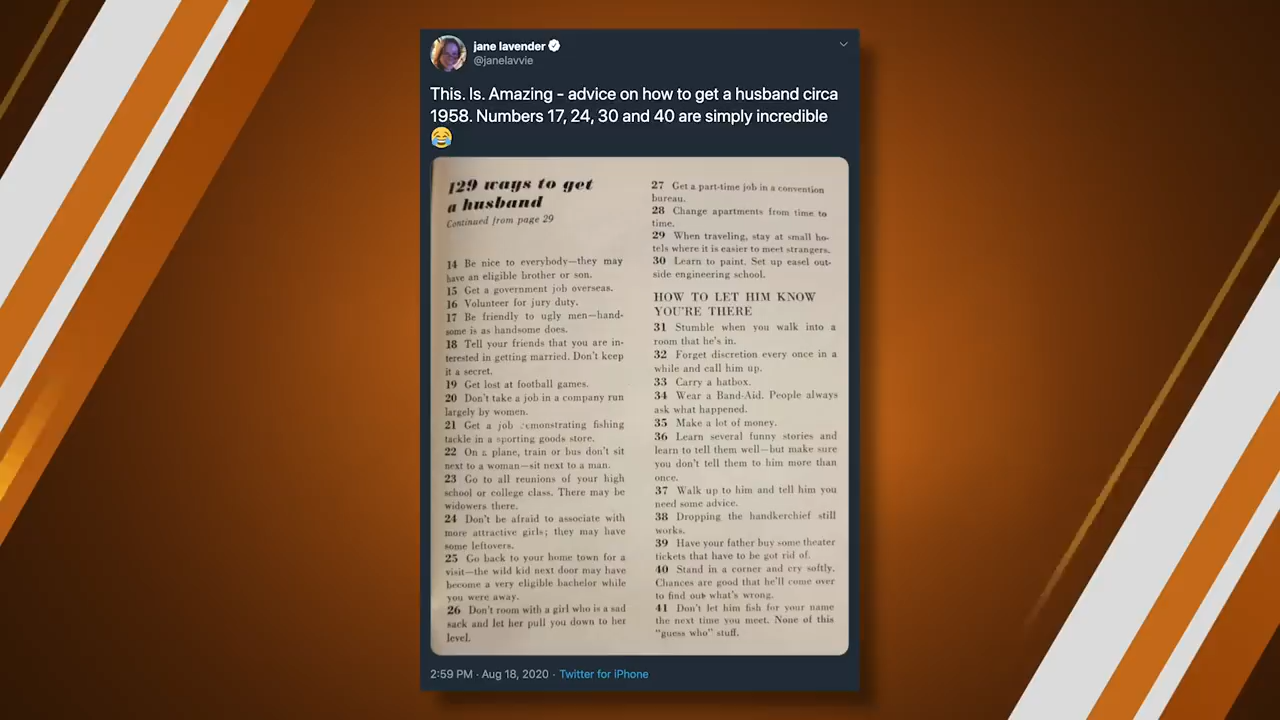 jane lavender
@janelavvie
This. Is. Amazing - advice on how to get a husband circa
1958. Numbers 17, 24, 30 and 40 are simply incredible
😂
129 ways to get
a husband
Continued from page 29
14 Be nice to everybody—they may
have an eligible brother or son.
15 Get a government job overseas.
16 Volunteer for jury duty.
17 Be friendly to ugly men—hand-
some is as handsome does.
18 Tell your friends that you are in-
terested in getting married. Don't keep
it a secret.
19 Get lost at football games.
20 Don't take a job in a company run
largely by women.
21 Get a job demonstrating fishing
tackle in a sporting goods store.
22 On a plane, train or bus don't sit
next to a woman—sit next to a man.
23 Go to all reunions of your high
school or college class. There may be
widowers there.
24 Don't be afraid to associate with
more attractive girls; they may have
some leftovers.
25 Go back to your home town for a
visit—the wild kid next door may have
become a very eligible bachelor while
you were away.
26 Don't room with a girl who is a sad
sack and let her pull you down to her
level.
27 Get a part-time job in a convention
bureau.
28 Change apartments from time to
time.
29 When traveling, stay at small ho-
tels where it is easier to meet strangers.
30 Learn to paint. Set up easel out-
side engineering school.
HOW TO LET HIM KNOW
YOU'RE THERE
31 Stumble when you walk into a
room that he's in.
32 Forget discretion every once in a
while and call him up.
33 Carry a hatbox.
34 Wear a Band-Aid. People always
ask what happened.
35 Make a lot of money.
36 Learn several funny stories and
learn to tell them well—but make sure
you don't tell them to him more than
once.
37 Walk up to him and tell him you
need some advice.
38 Dropping the handkerchief still
works.
39 Have your father buy some theater
tickets that have to be got rid of.
40 Stand in a corner and cry softly.
Chances are good that he'll come over
to find out what's wrong.
41 Don't let him fish for your name
the next time you meet. None of this
"guess who" stuff.
2:59 PM · Aug 18, 2020 · Twitter for iPhone